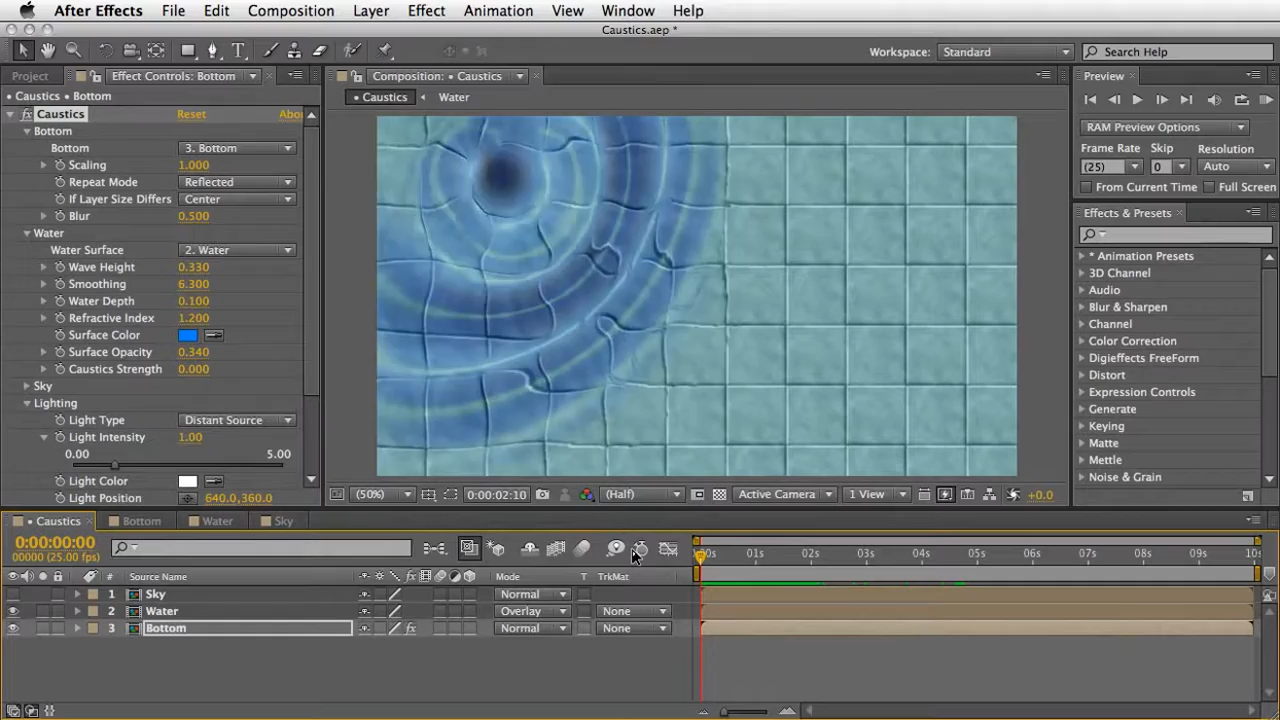 After Effects File Edit Composition Layer Effect Animation View Window Help
Caustics.aep *
Workspace: Standard Search Help
Project Effect Controls: Bottom Composition: • Caustics Preview
• Caustics • Bottom
• Caustics Water
Caustics Reset Abou
Bottom
Bottom 3. Bottom
Scaling 1.000
Repeat Mode Reflected
If Layer Size Differs Center
Blur 0.500
Water
Water Surface 2. Water
Wave Height 0.330
Smoothing 6.300
Water Depth 0.100
Refractive Index 1.200
Surface Color
Surface Opacity 0.340
Caustics Strength 0.000
Sky
Lighting
Light Type Distant Source
Light Intensity 1.00
0.00 5.00
Light Color
Light Position 640.0,360.0
(50%) 0:00:02:10 (Half) Active Camera 1 View +0.0
RAM Preview Options
Frame Rate Skip Resolution
(25) 0 Auto
From Current Time Full Screen
Effects & Presets
* Animation Presets
3D Channel
Audio
Blur & Sharpen
Channel
Color Correction
Digieffects FreeForm
Distort
Expression Controls
Generate
Keying
Matte
Mettle
Noise & Grain
• Caustics Bottom Water Sky
0:00:00:00
00000 (25.00 fps)
:00s 01s 02s 03s 04s 05s 06s 07s 08s 09s 10s
# Source Name Mode T TrkMat
1 Sky Normal
2 Water Overlay None
3 Bottom Normal None